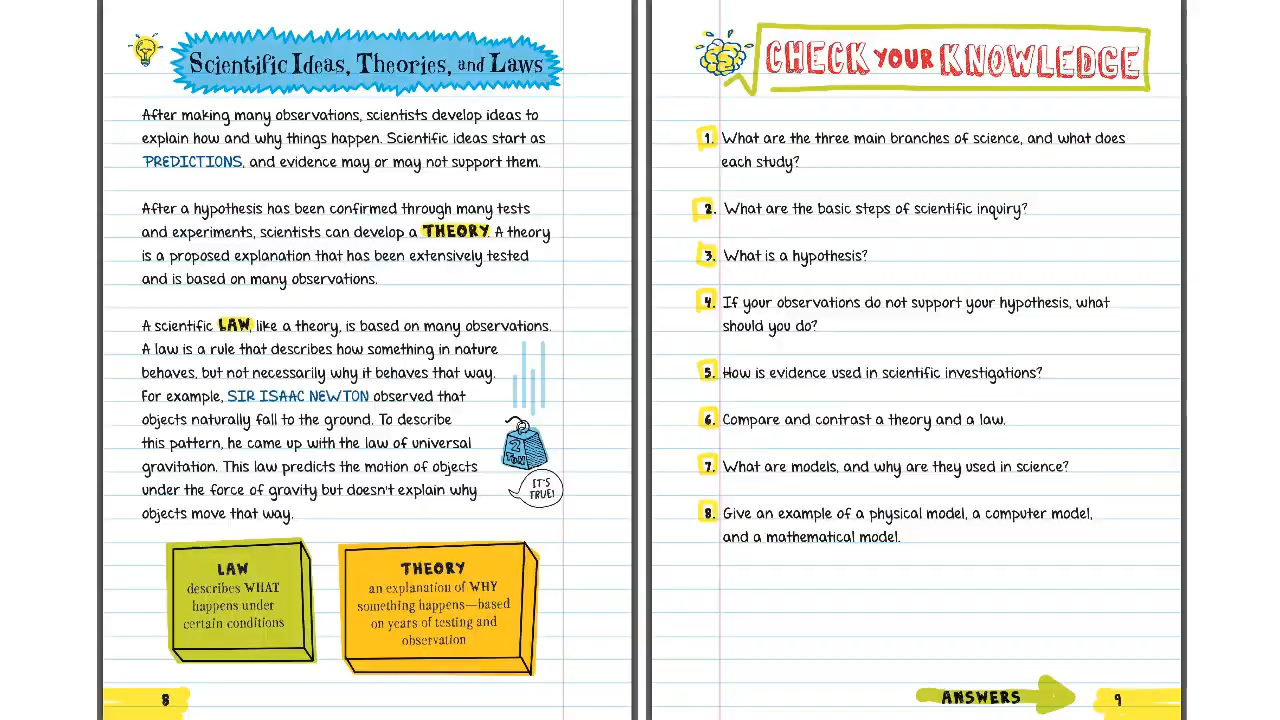 Scientific Ideas, Theories, and Laws
After making many observations, scientists develop ideas to
explain how and why things happen. Scientific ideas start as
PREDICTIONS, and evidence may or may not support them.
After a hypothesis has been confirmed through many tests
and experiments, scientists can develop a THEORY. A theory
is a proposed explanation that has been extensively tested
and is based on many observations.
A scientific LAW, like a theory, is based on many observations.
A law is a rule that describes how something in nature
behaves, but not necessarily why it behaves that way.
For example, SIR ISAAC NEWTON observed that
objects naturally fall to the ground. To describe
this pattern, he came up with the law of universal
gravitation. This law predicts the motion of objects
under the force of gravity but doesn't explain why
objects move that way.
2
TON
IT'S
TRUE!
LAW
describes WHAT
happens under
certain conditions
THEORY
an explanation of WHY
something happens—based
on years of testing and
observation
8
CHECK YOUR KNOWLEDGE
1. What are the three main branches of science, and what does
each study?
2. What are the basic steps of scientific inquiry?
3. What is a hypothesis?
4. If your observations do not support your hypothesis, what
should you do?
5. How is evidence used in scientific investigations?
6. Compare and contrast a theory and a law.
7. What are models, and why are they used in science?
8. Give an example of a physical model, a computer model,
and a mathematical model.
ANSWERS
9